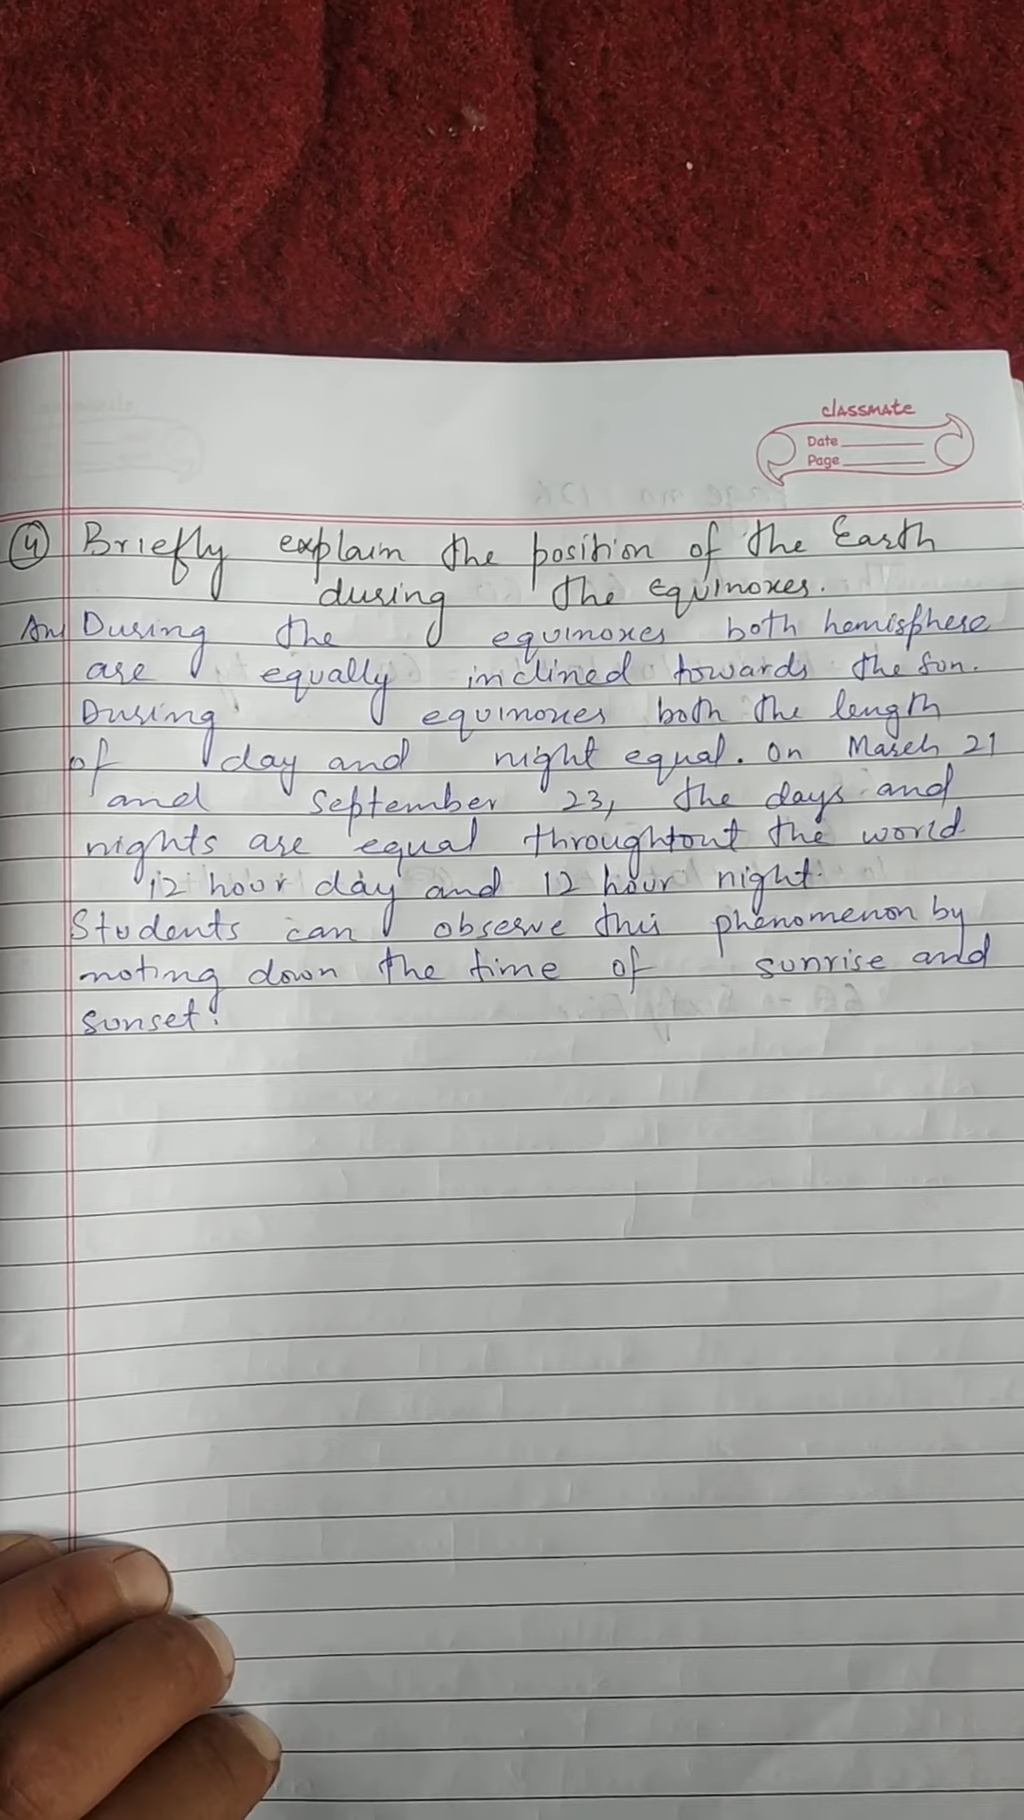 classmate
Date
Page
4 Briefly explain the position of the Earth
during the equinoxes.
Ans During the equinoxes both hemisphere
are equally inclined towards the sun.
During equinoxes both the length
of day and night equal. On March 21
and September 23, the days and
nights are equal throughtout the world
12 hour day and 12 hour night.
Students can observe this phenomenon by
noting down the time of sunrise and
sunset.